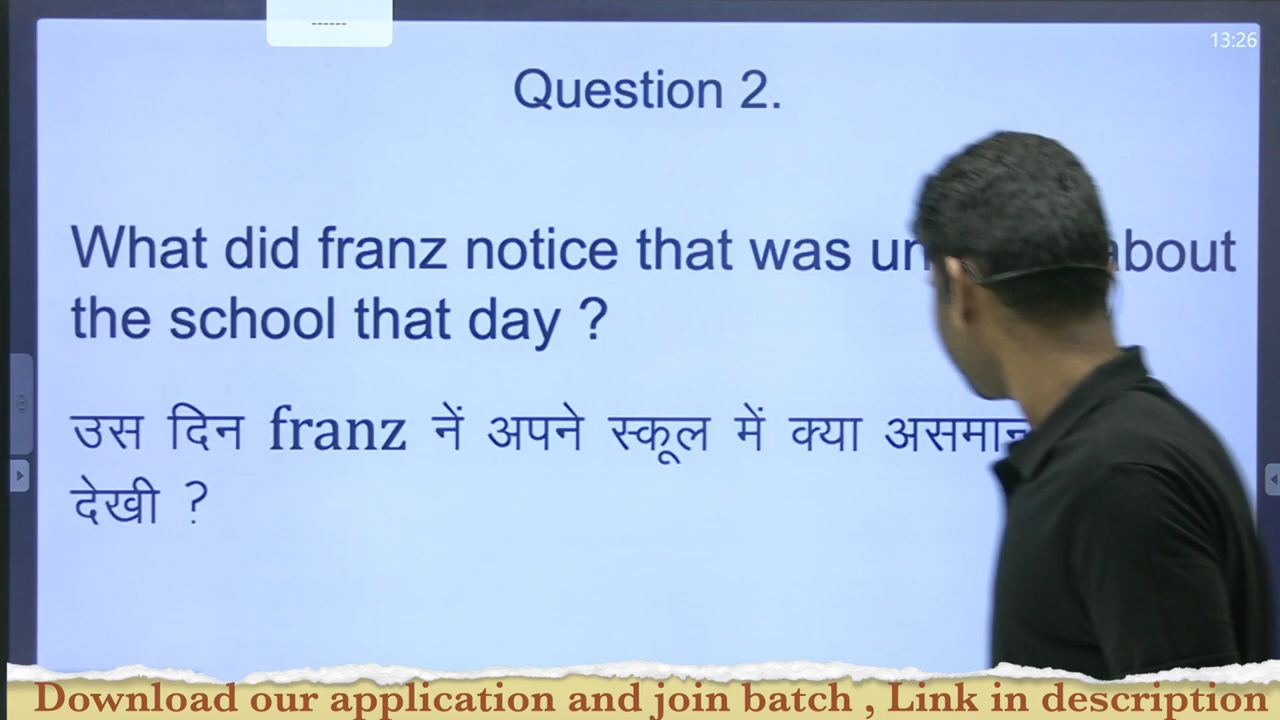 ------
13:26
Question 2.
What did franz notice that was about
the school that day ?
उस दिन franz नें अपने स्कूल में क्या
देखी ?
Download our application and join batch , Link in description